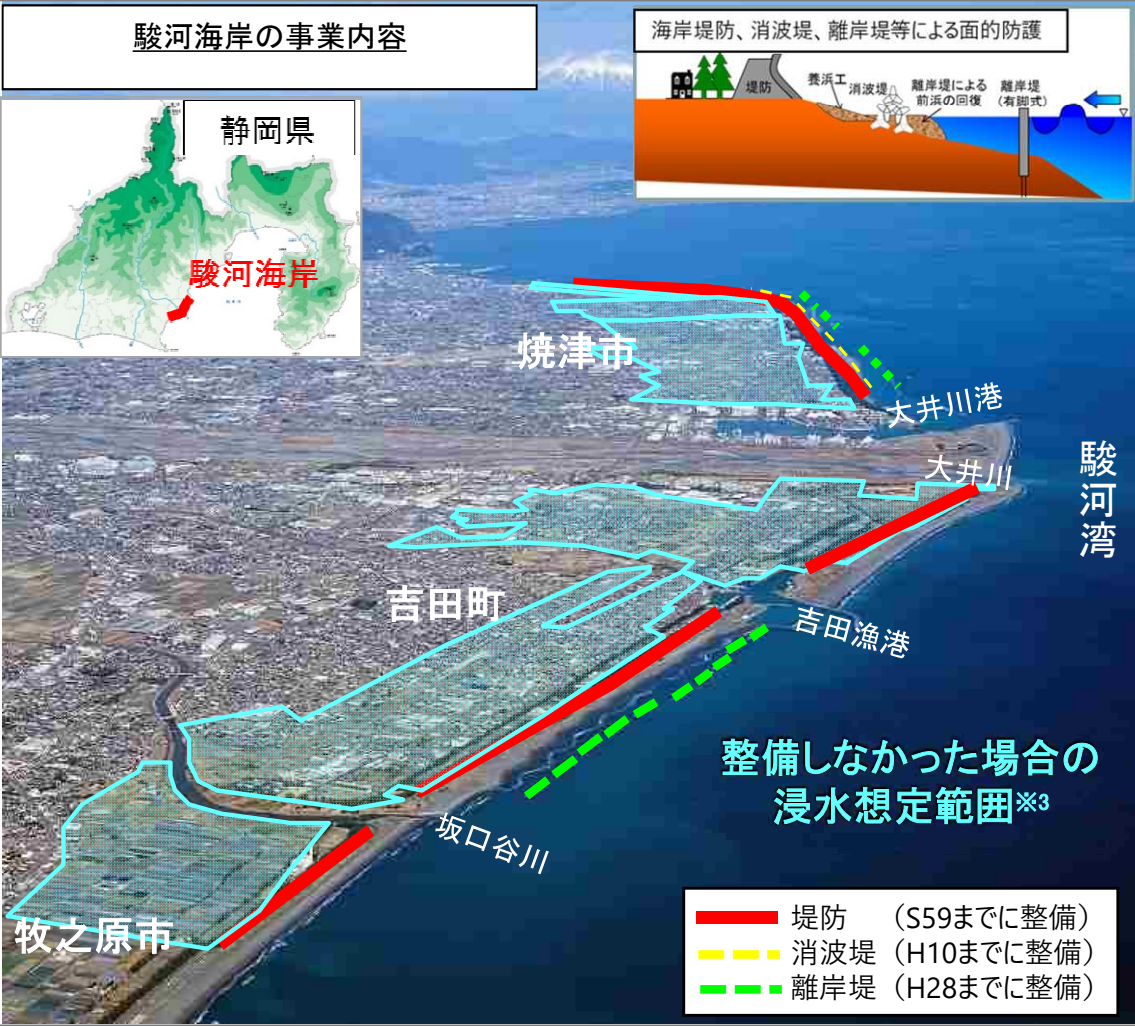 駿河海岸の事業内容
海岸堤防、消波堤、離岸堤等による面的防護
堤防
養浜工
消波堤
離岸堤による
前浜の回復
離岸堤
（有脚式）
静岡県
駿河海岸
焼津市
大井川港
大井川
駿河湾
吉田町
吉田漁港
整備しなかった場合の
浸水想定範囲※3
坂口谷川
牧之原市
堤防 （S59までに整備）
消波堤（H10までに整備）
離岸堤（H28までに整備）